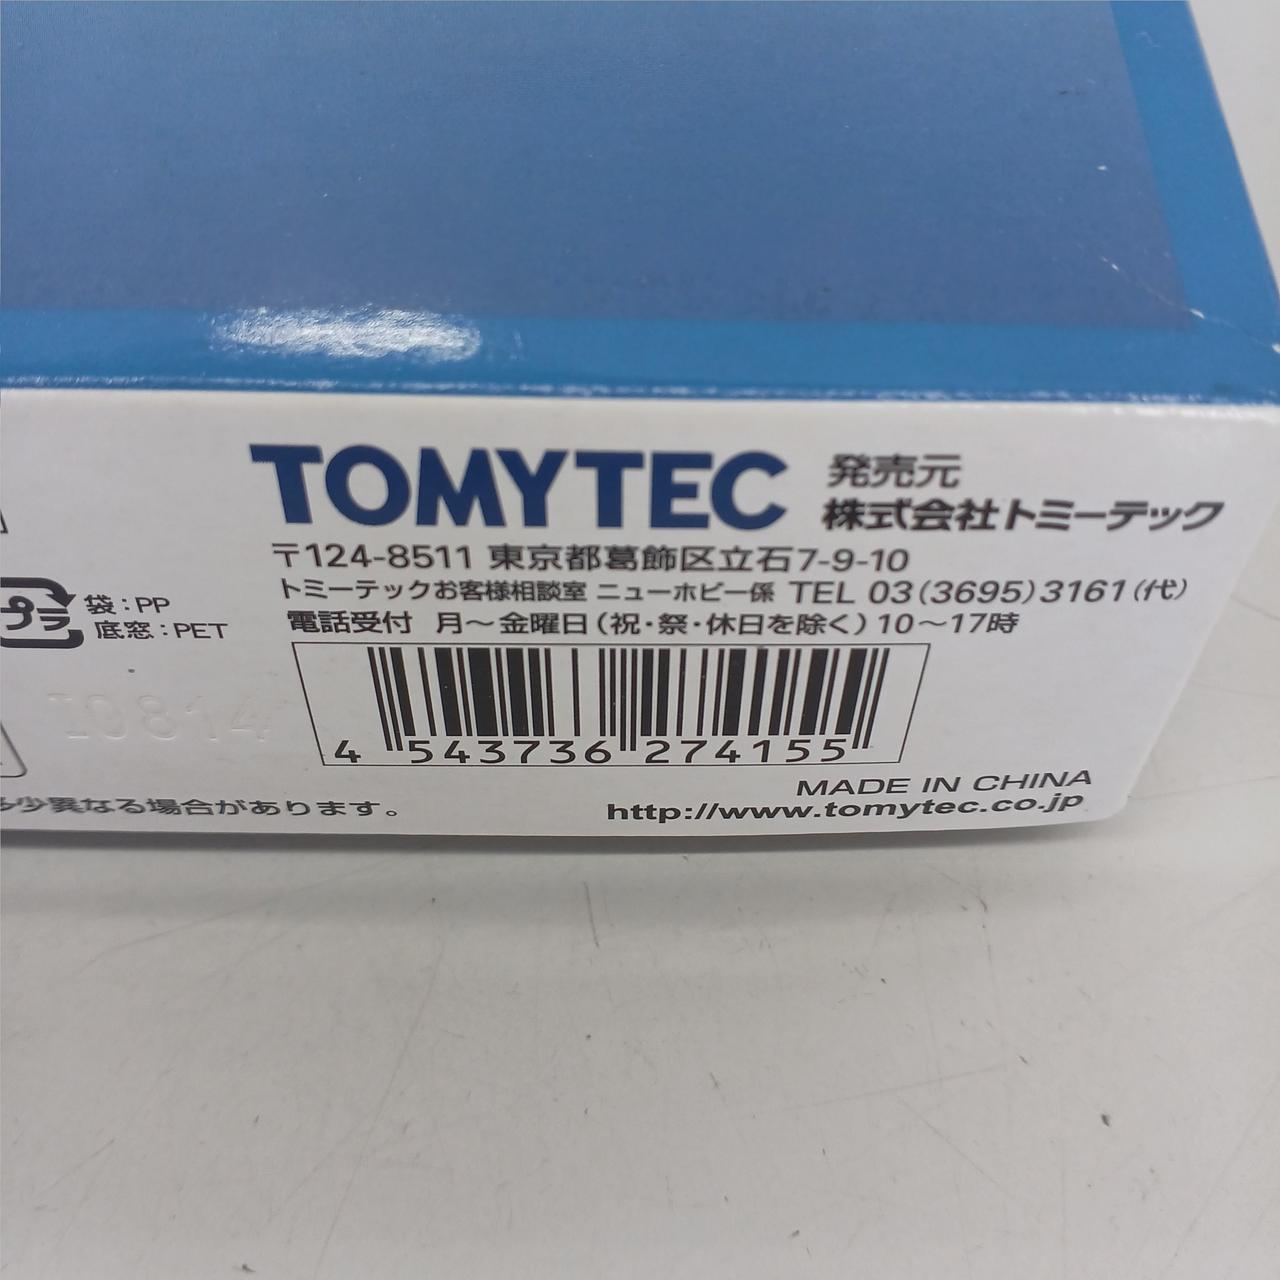 TOMYTEC 発売元
株式会社トミーテック
〒124-8511 東京都葛飾区立石7-9-10
トミーテックお客様相談室 ニューホビー係 TEL 03(3695)3161(代)
電話受付 月～金曜日(祝・祭・休日を除く)10～17時
プラ
袋:PP
底窓:PET
4 543736 274155
MADE IN CHINA
http://www.tomytec.co.jp
少異なる場合があります。